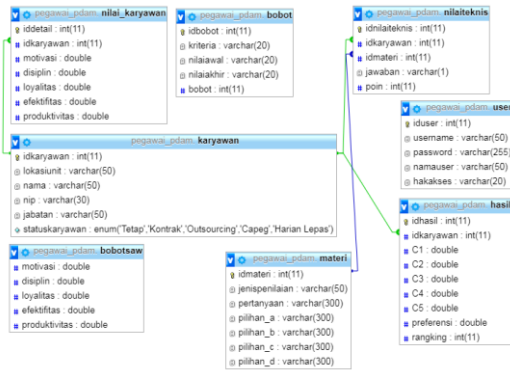 pegawai_pdam nilai_karyawan
iddetail : int(11)
idkaryawan : int(11)
motivasi : double
disiplin : double
loyalitas : double
efektifitas : double
produktivitas : double
pegawai_pdam bobot
idbobot : int(11)
kriteria : varchar(20)
nilaiawal : varchar(20)
nilaiakhir : varchar(20)
bobot : int(11)
pegawai_pdam nilaiteknis
idnilaiteknis : int(11)
idkaryawan : int(11)
idmateri : int(11)
jawaban : varchar(1)
poin : int(11)
pegawai_pdam user
iduser : int(11)
username : varchar(50)
password : varchar(255)
namauser : varchar(50)
hakakses : varchar(20)
pegawai_pdam karyawan
idkaryawan : int(11)
lokasiunit : varchar(50)
nama : varchar(50)
nip : varchar(30)
jabatan : varchar(50)
statuskaryawan : enum('Tetap','Kontrak','Outsourcing','Capeg','Harian Lepas')
pegawai_pdam hasil
idhasil : int(11)
idkaryawan : int(11)
C1 : double
C2 : double
C3 : double
C4 : double
C5 : double
preferensi : double
rangking : int(11)
pegawai_pdam bobotsaw
motivasi : double
disiplin : double
loyalitas : double
efektifitas : double
produktivitas : double
pegawai_pdam materi
idmateri : int(11)
jenispenilaian : varchar(50)
pertanyaan : varchar(300)
pilihan_a : varchar(300)
pilihan_b : varchar(300)
pilihan_c : varchar(300)
pilihan_d : varchar(300)